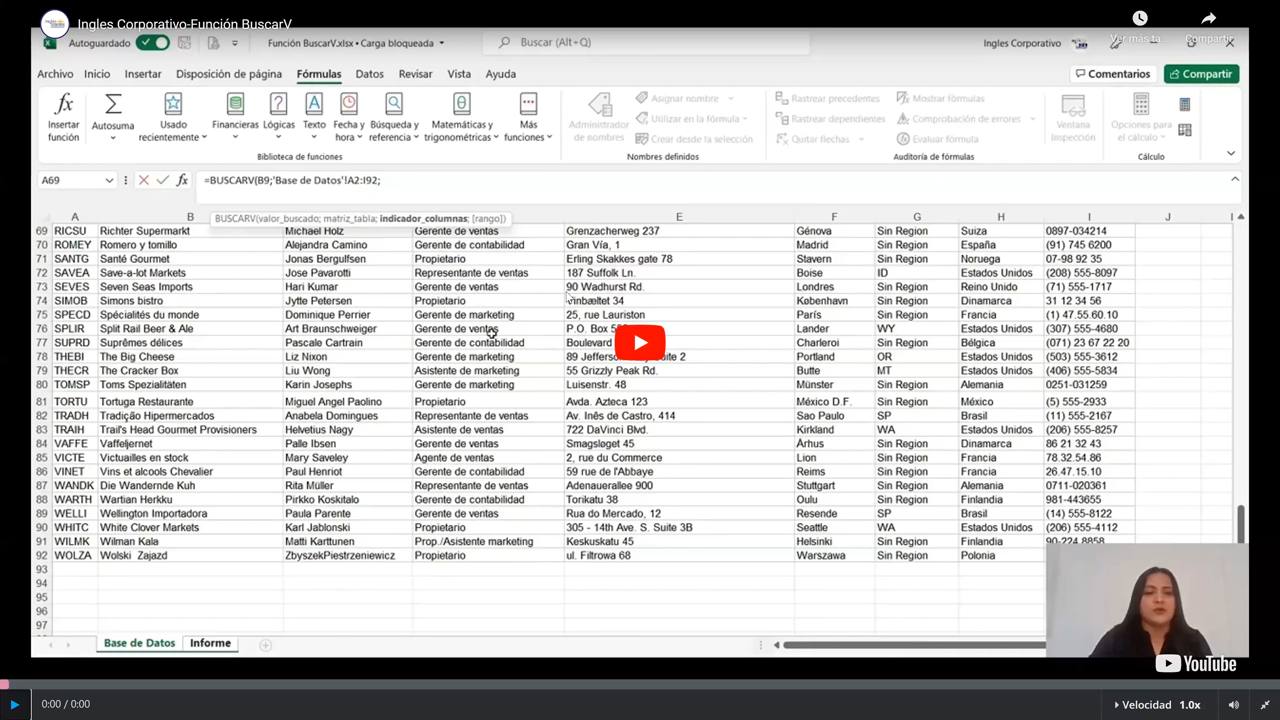 Ingles Corporativo-Función BuscarV
Autoguardado Función BuscarV.xlsx • Carga bloqueada Buscar (Alt+Q) Ingles Corporativo Ver más ta Compartir
Archivo Inicio Insertar Disposición de página Fórmulas Datos Revisar Vista Ayuda Comentarios Compartir
Insertar función Autosuma Usado recientemente Financieras Lógicas Texto Fecha y hora Búsqueda y referencia Matemáticas y trigonométricas Más funciones
Biblioteca de funciones
Administrador de nombres Asignar nombre Utilizar en la fórmula Crear desde la selección
Nombres definidos
Rastrear precedentes Rastrear dependientes Quitar flechas Mostrar fórmulas Comprobación de errores Evaluar fórmula
Auditoría de fórmulas
Ventana Inspección Opciones para el cálculo
Cálculo
A69 fx =BUSCARV(B9;'Base de Datos'!A2:I92;
BUSCARV(valor_buscado; matriz_tabla; indicador_columnas; [rango])
A B E F G H I J K L
69 RICSU Richter Supermarkt Michael Holz Gerente de ventas Grenzacherweg 237 Génova Sin Region Suiza 0897-034214
70 ROMEY Romero y tomillo Alejandra Camino Gerente de contabilidad Gran Vía, 1 Madrid Sin Region España (91) 745 6200
71 SANTG Santé Gourmet Jonas Bergulfsen Propietario Erling Skakkes gate 78 Stavern Sin Region Noruega 07-98 92 35
72 SAVEA Save-a-lot Markets Jose Pavarotti Representante de ventas 187 Suffolk Ln. Boise ID Estados Unidos (208) 555-8097
73 SEVES Seven Seas Imports Hari Kumar Gerente de ventas 90 Wadhurst Rd. Londres Sin Region Reino Unido (71) 555-1717
74 SIMOB Simons bistro Jytte Petersen Propietario 34 København Sin Region Dinamarca 31 12 34 56
75 SPECD Spécialités du monde Dominique Perrier Gerente de marketing 25, rue Lauriston París Sin Region Francia (1) 47.55.60.10
76 SPLIR Split Rail Beer & Ale Art Braunschweiger Gerente de ventas P.O. Box Lander WY Estados Unidos (307) 555-4680
77 SUPRD Suprêmes délices Pascale Cartrain Gerente de contabilidad Boulevard Charleroi Sin Region Bélgica (071) 23 67 22 20
78 THEBI The Big Cheese Liz Nixon Gerente de marketing 89 2 Portland OR Estados Unidos (503) 555-3612
79 THECR The Cracker Box Liu Wong Asistente de marketing 55 Grizzly Peak Rd. Butte MT Estados Unidos (406) 555-5834
80 TOMSP Toms Spezialitäten Karin Josephs Gerente de marketing Luisenstr. 48 Münster Sin Region Alemania 0251-031259
81 TORTU Tortuga Restaurante Miguel Angel Paolino Propietario Avda. Azteca 123 México D.F. Sin Region México (5) 555-2933
82 TRADH Tradição Hipermercados Anabela Domingues Representante de ventas Av. Inês de Castro, 414 Sao Paulo SP Brasil (11) 555-2167
83 TRAIH Trail's Head Gourmet Provisioners Helvetius Nagy Asistente de ventas 722 DaVinci Blvd. Kirkland WA Estados Unidos (206) 555-8257
84 VAFFE Vaffeljernet Palle Ibsen Gerente de ventas Smagsløget 45 Århus Sin Region Dinamarca 86 21 32 43
85 VICTE Victuailles en stock Mary Saveley Agente de ventas 2, rue du Commerce Lion Sin Region Francia 78.32.54.86
86 VINET Vins et alcools Chevalier Paul Henriot Gerente de contabilidad 59 rue de l'Abbaye Reims Sin Region Francia 26.47.15.10
87 WANDK Die Wandernde Kuh Rita Müller Representante de ventas Adenauerallee 900 Stuttgart Sin Region Alemania 0711-020361
88 WARTH Wartian Herkku Pirkko Koskitalo Gerente de contabilidad Torikatu 38 Oulu Sin Region Finlandia 981-443655
89 WELLI Wellington Importadora Paula Parente Gerente de ventas Rua do Mercado, 12 Resende SP Brasil (14) 555-8122
90 WHITC White Clover Markets Karl Jablonski Propietario 305 - 14th Ave. S. Suite 3B Seattle WA Estados Unidos (206) 555-4112
91 WILMK Wilman Kala Matti Karttunen Prop./Asistente marketing Keskuskatu 45 Helsinki Sin Region Finlandia 90-224 8858
92 WOLZA Wolski Zajazd ZbyszekPiestrzeniewicz Propietario ul. Filtrowa 68 Warszawa Sin Region Polonia
93
94
95
96
97
Base de Datos Informe
YouTube
0:00 / 0:00 Velocidad 1.0x